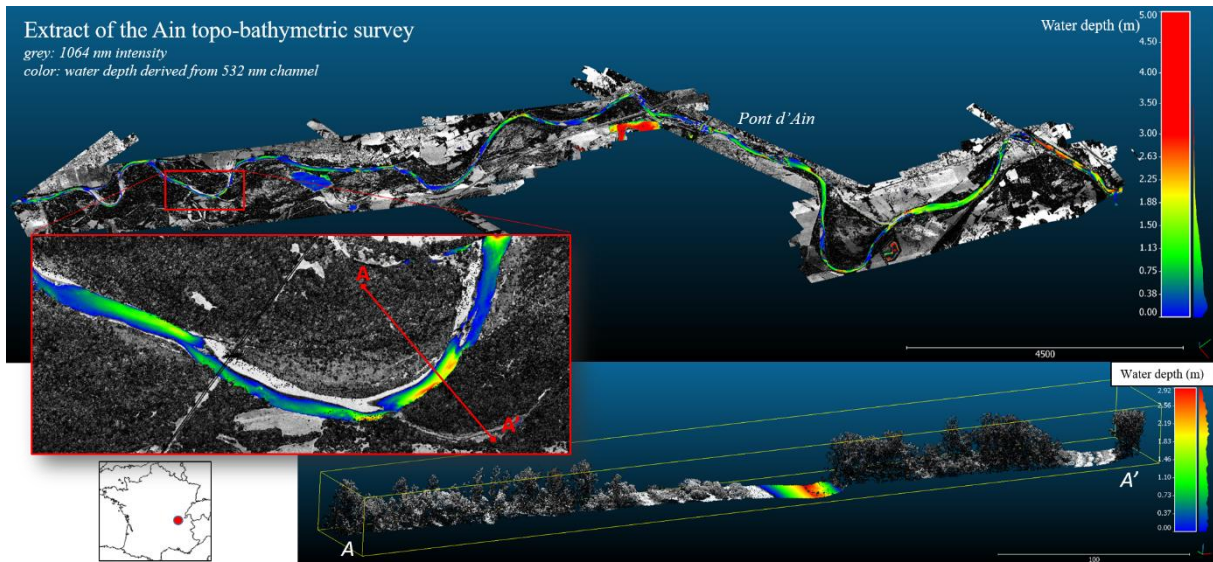 Extract of the Ain topo-bathymetric survey
grey: 1064 nm intensity
color: water depth derived from 532 nm channel
Water depth (m)
5.00
4.50
4.00
3.50
3.00
2.63
2.25
1.88
1.50
1.13
0.75
0.38
0.00
Pont d'Ain
4500
A
A'
Water depth (m)
2.92
2.56
2.19
1.83
1.46
1.10
0.73
0.37
0.00
A
A'
100